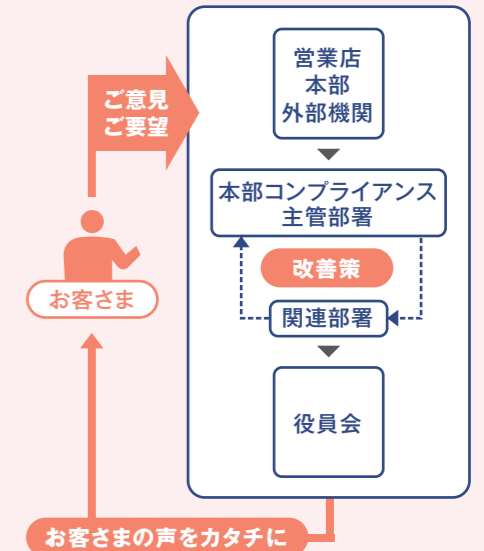 ご意見
ご要望
お客さま
営業店
本部
外部機関
本部コンプライアンス
主管部署
改善策
関連部署
役員会
お客さまの声をカタチに